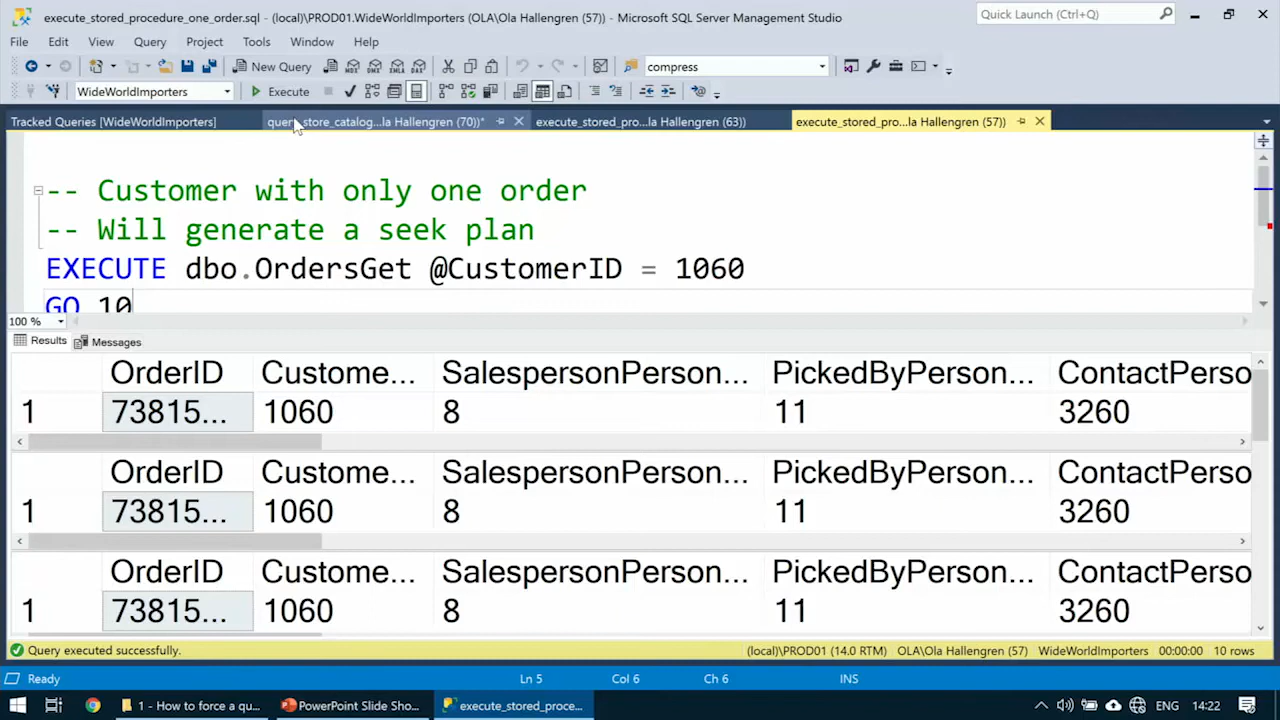 execute_stored_procedure_one_order.sql - (local)\PROD01.WideWorldImporters (OLA\Ola Hallengren (57)) - Microsoft SQL Server Management Studio
Quick Launch (Ctrl+Q)
File Edit View Query Project Tools Window Help
New Query
MDX DMX XMLA DAX
compress
WideWorldImporters
Execute
Tracked Queries [WideWorldImporters]
query_store_catalog...la Hallengren (70))*
execute_stored_pro...la Hallengren (63))
execute_stored_pro...la Hallengren (57))
-- Customer with only one order
-- Will generate a seek plan
EXECUTE dbo.OrdersGet @CustomerID = 1060
GO 10
100 %
Results Messages
OrderID Custome... SalespersonPerson... PickedByPerson... ContactPerso
1 73815... 1060 8 11 3260
OrderID Custome... SalespersonPerson... PickedByPerson... ContactPerso
1 73815... 1060 8 11 3260
OrderID Custome... SalespersonPerson... PickedByPerson... ContactPerso
1 73815... 1060 8 11 3260
Query executed successfully. (local)\PROD01 (14.0 RTM) OLA\Ola Hallengren (57) WideWorldImporters 00:00:00 10 rows
Ready Ln 5 Col 6 Ch 6 INS
1 - How to force a qu... PowerPoint Slide Sho... execute_stored_proce... ENG 14:22